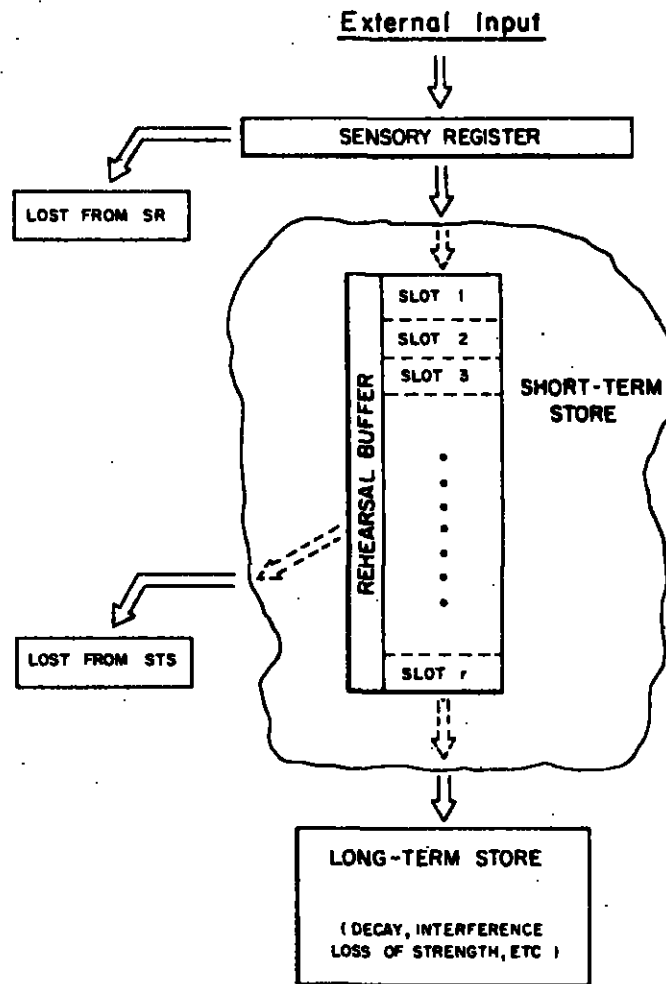 External Input
SENSORY REGISTER
LOST FROM SR
SLOT 1
SLOT 2
SLOT 3
REHEARSAL BUFFER
SHORT-TERM
STORE
LOST FROM STS
SLOT r
LONG-TERM STORE
(DECAY, INTERFERENCE
LOSS OF STRENGTH, ETC )